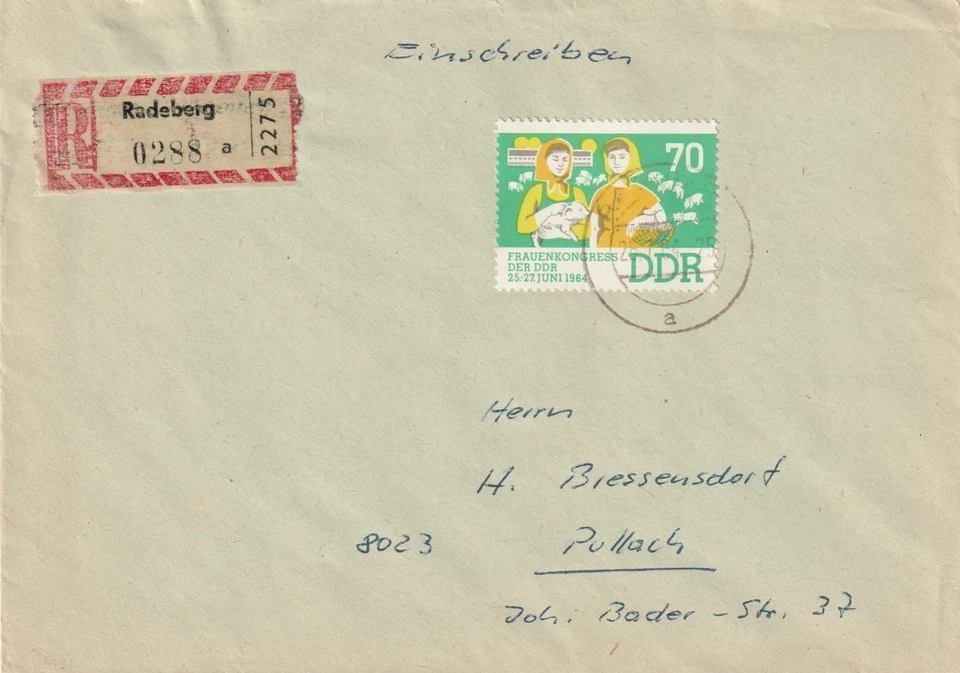 Einschreiben
R
Radeberg
0288 a
2275
70
FRAUENKONGRESS
DER DDR
25.-27. JUNI 1964
DDR
a
Herrn
H. Bressensdorf
8023 Pullach
Joh. Bader-Str. 37